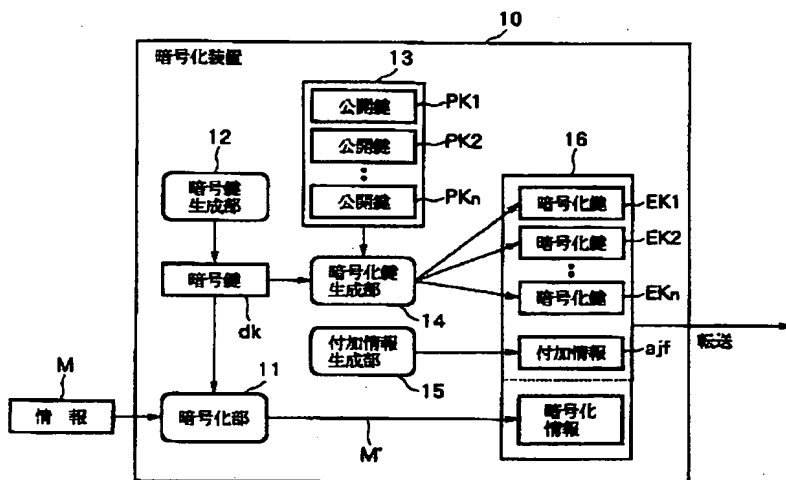 10
暗号化装置
13
公開鍵 PK1
公開鍵 PK2
公開鍵 PKn
12
暗号鍵
生成部
16
暗号化鍵 EK1
暗号化鍵 EK2
暗号化鍵 EKn
暗号鍵
dk
暗号化鍵
生成部
14
付加情報
生成部
15
付加情報 ajf
転送
M
情 報
11
暗号化部
M'
暗号化
情報